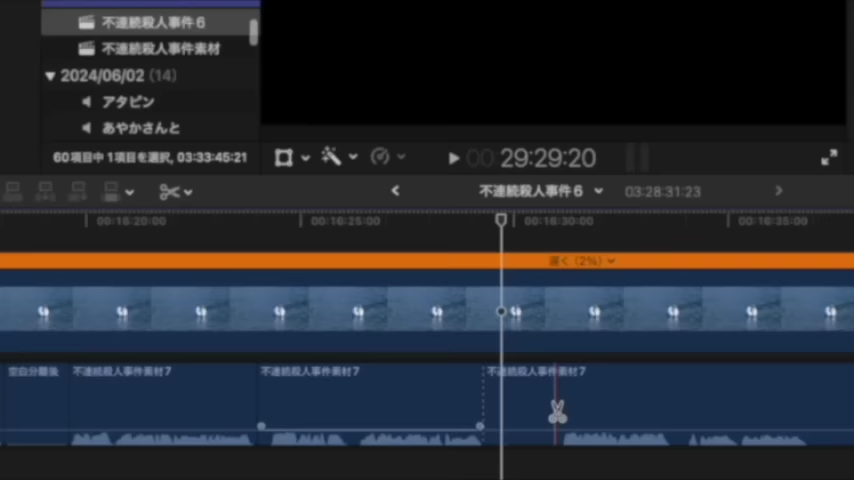 不連続殺人事件 6
不連続殺人事件素材
2024/06/02 (14)
アタピン
あやかさんと
60項目中 1項目を選択, 03:33:45:21
00 29:29:20
不連続殺人事件 6
03:28:31:23
00:16:20:00
00:16:25:00
00:16:30:00
00:16:35:00
遅く (2%)
空白分離後
不連続殺人事件素材7
不連続殺人事件素材7
不連続殺人事件素材7